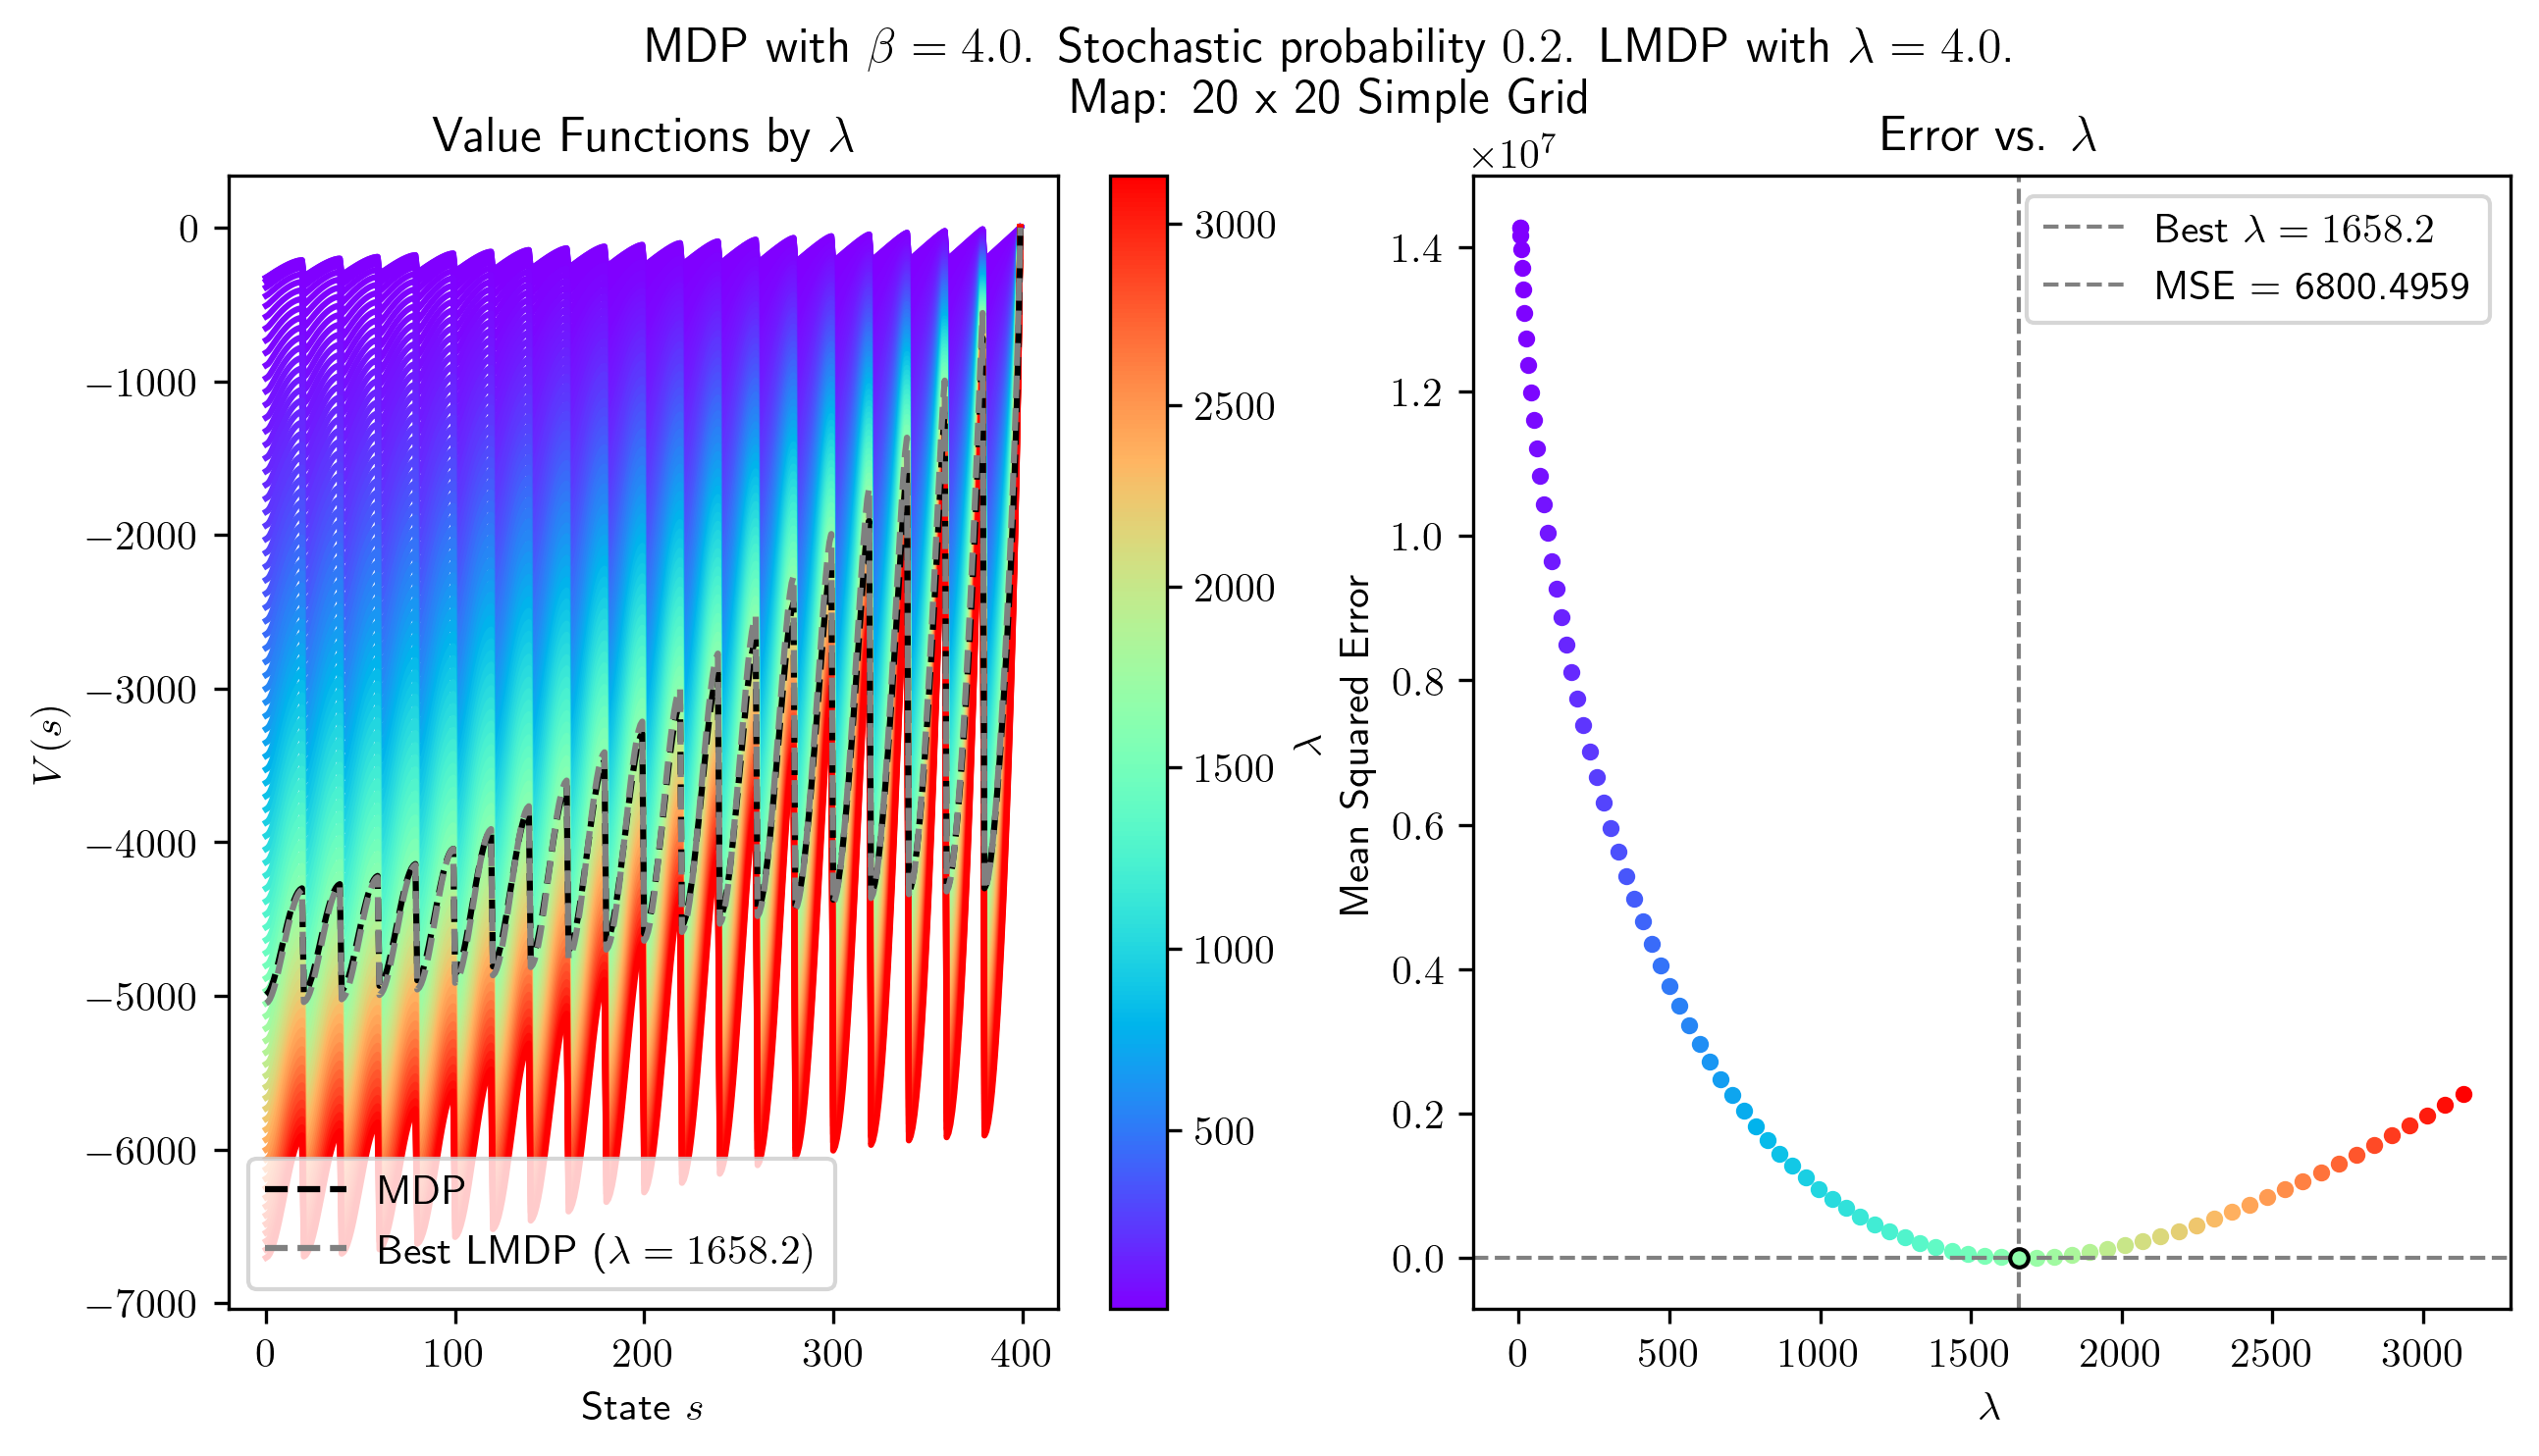 MDP with β = 4.0. Stochastic probability 0.2. LMDP with λ = 4.0.
Map: 20 x 20 Simple Grid
Value Functions by λ
0
−1000
−2000
−3000
−4000
−5000
−6000
−7000
V(s)
MDP
Best LMDP (λ = 1658.2)
0
100
200
300
400
State s
3000
2500
2000
1500
1000
500
λ
Error vs. λ
×10⁷
1.4
1.2
1.0
0.8
0.6
0.4
0.2
0.0
Mean Squared Error
Best λ = 1658.2
MSE = 6800.4959
0
500
1000
1500
2000
2500
3000
λ